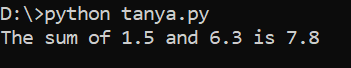 D:\>python tanya.py
The sum of 1.5 and 6.3 is 7.8